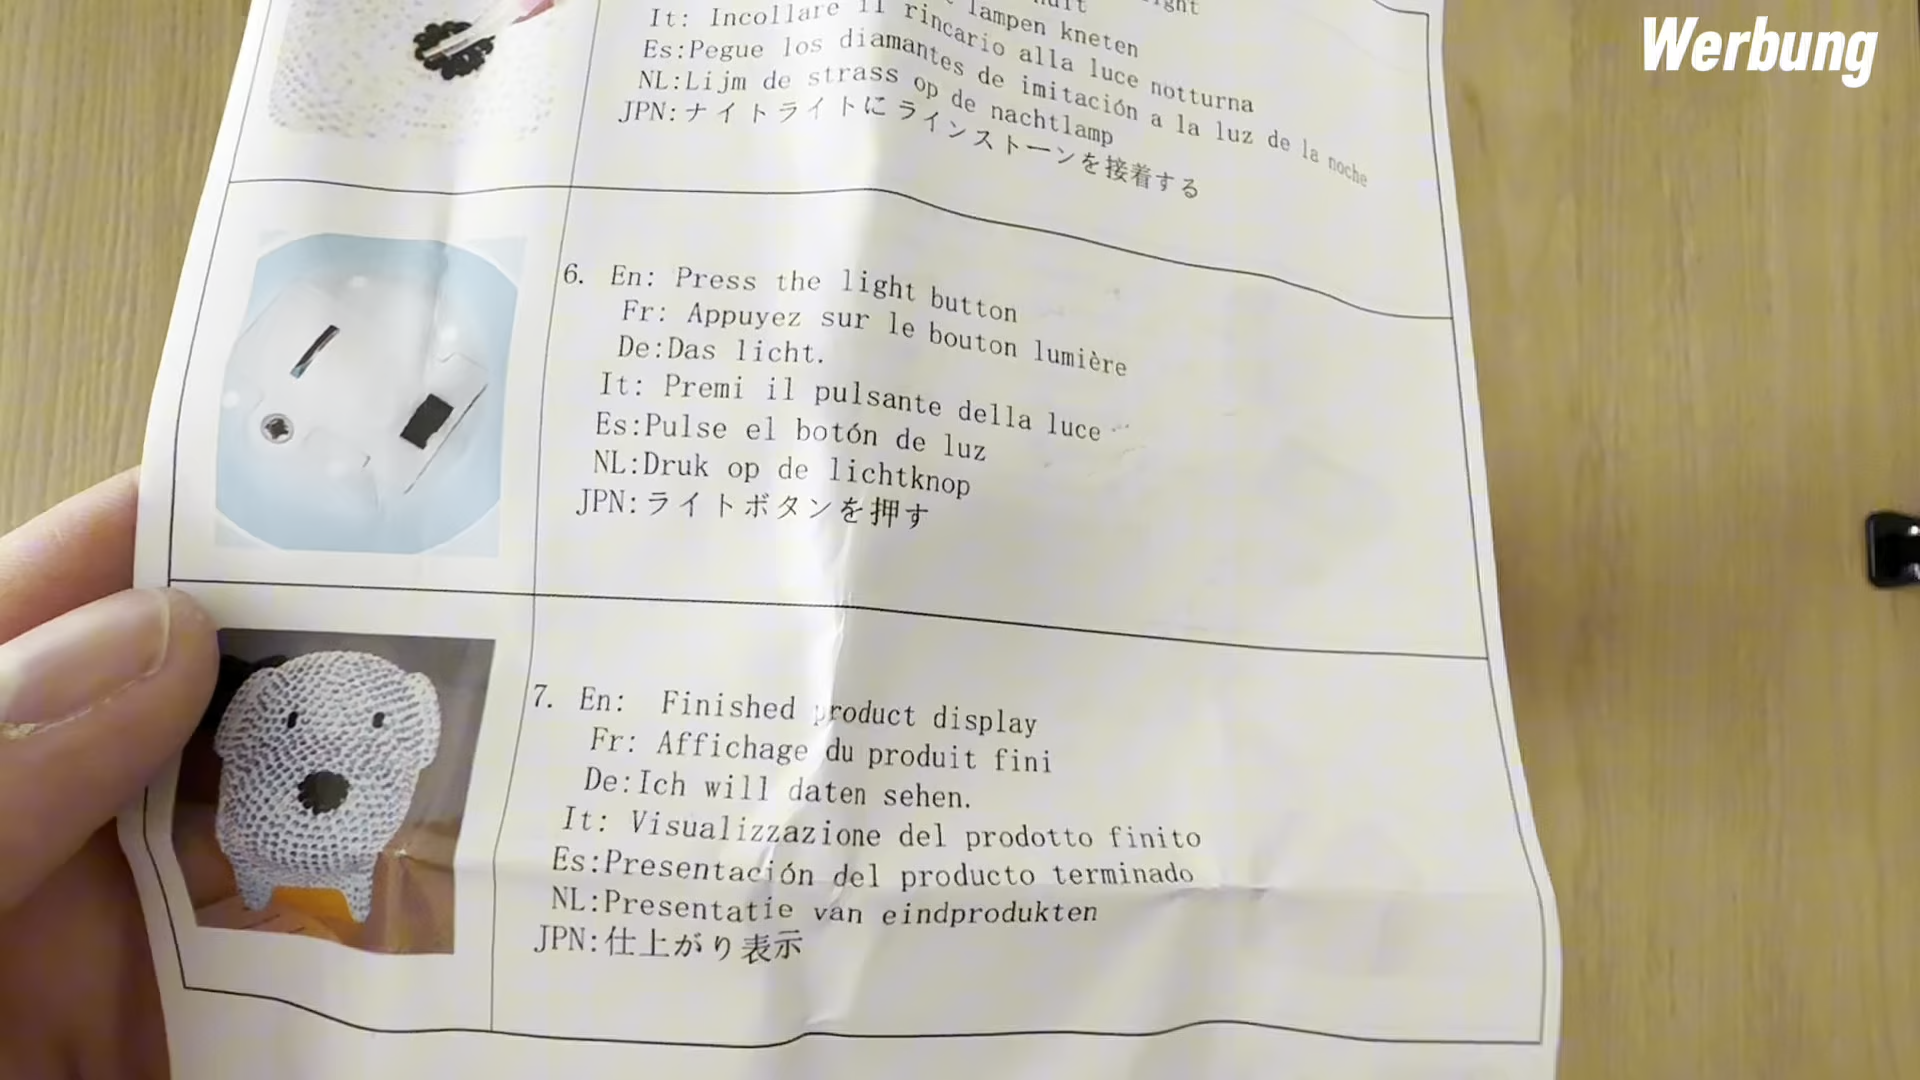 Werbung
lampen kneten
It: Incollare il rincario alla luce notturna
Es:Pegue los diamantes de imitación a la luz de la noche
NL:Lijm de strass op de nachtlamp
JPN:ナイトライトにラインストーンを接着する
6. En: Press the light button
Fr: Appuyez sur le bouton lumière
De:Das licht.
It: Premi il pulsante della luce
Es:Pulse el botón de luz
NL:Druk op de lichtknop
JPN:ライトボタンを押す
7. En: Finished product display
Fr: Affichage du produit fini
De:Ich will daten sehen.
It: Visualizzazione del prodotto finito
Es:Presentación del producto terminado
NL:Presentatie van eindprodukten
JPN:仕上がり表示